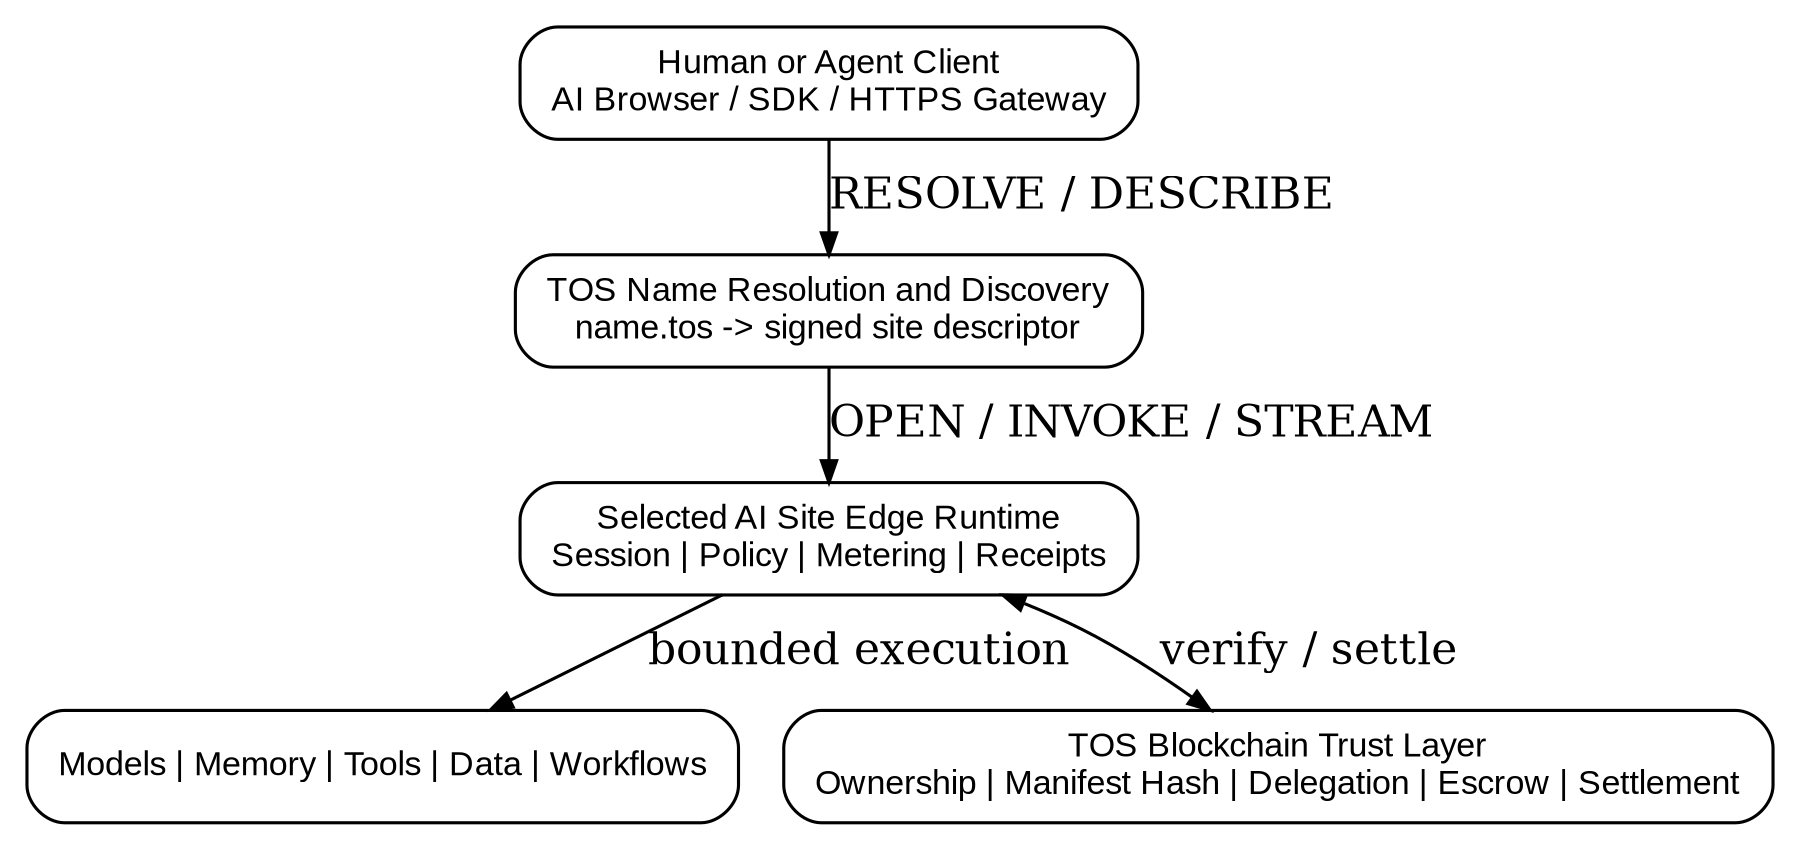 Human or Agent Client
AI Browser / SDK / HTTPS Gateway
RESOLVE / DESCRIBE
TOS Name Resolution and Discovery
name.tos -> signed site descriptor
OPEN / INVOKE / STREAM
Selected AI Site Edge Runtime
Session | Policy | Metering | Receipts
bounded execution
verify / settle
Models | Memory | Tools | Data | Workflows
TOS Blockchain Trust Layer
Ownership | Manifest Hash | Delegation | Escrow | Settlement